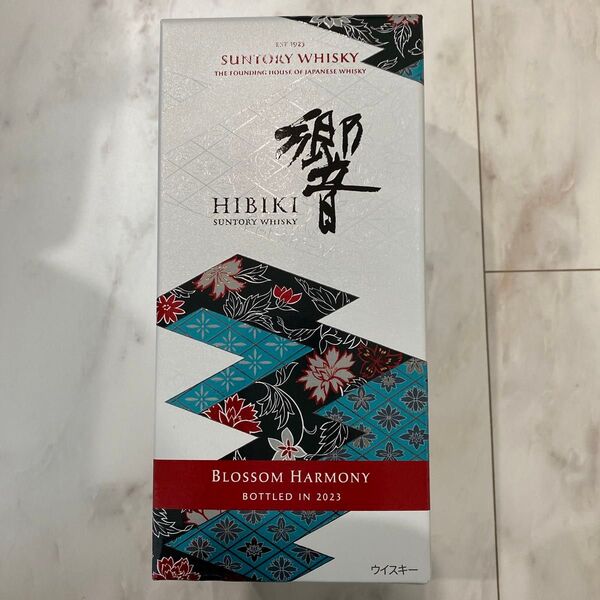 EST 1923
SUNTORY WHISKY
THE FOUNDING HOUSE OF JAPANESE WHISKY
響
HIBIKI
SUNTORY WHISKY
BLOSSOM HARMONY
BOTTLED IN 2023
ウイスキー